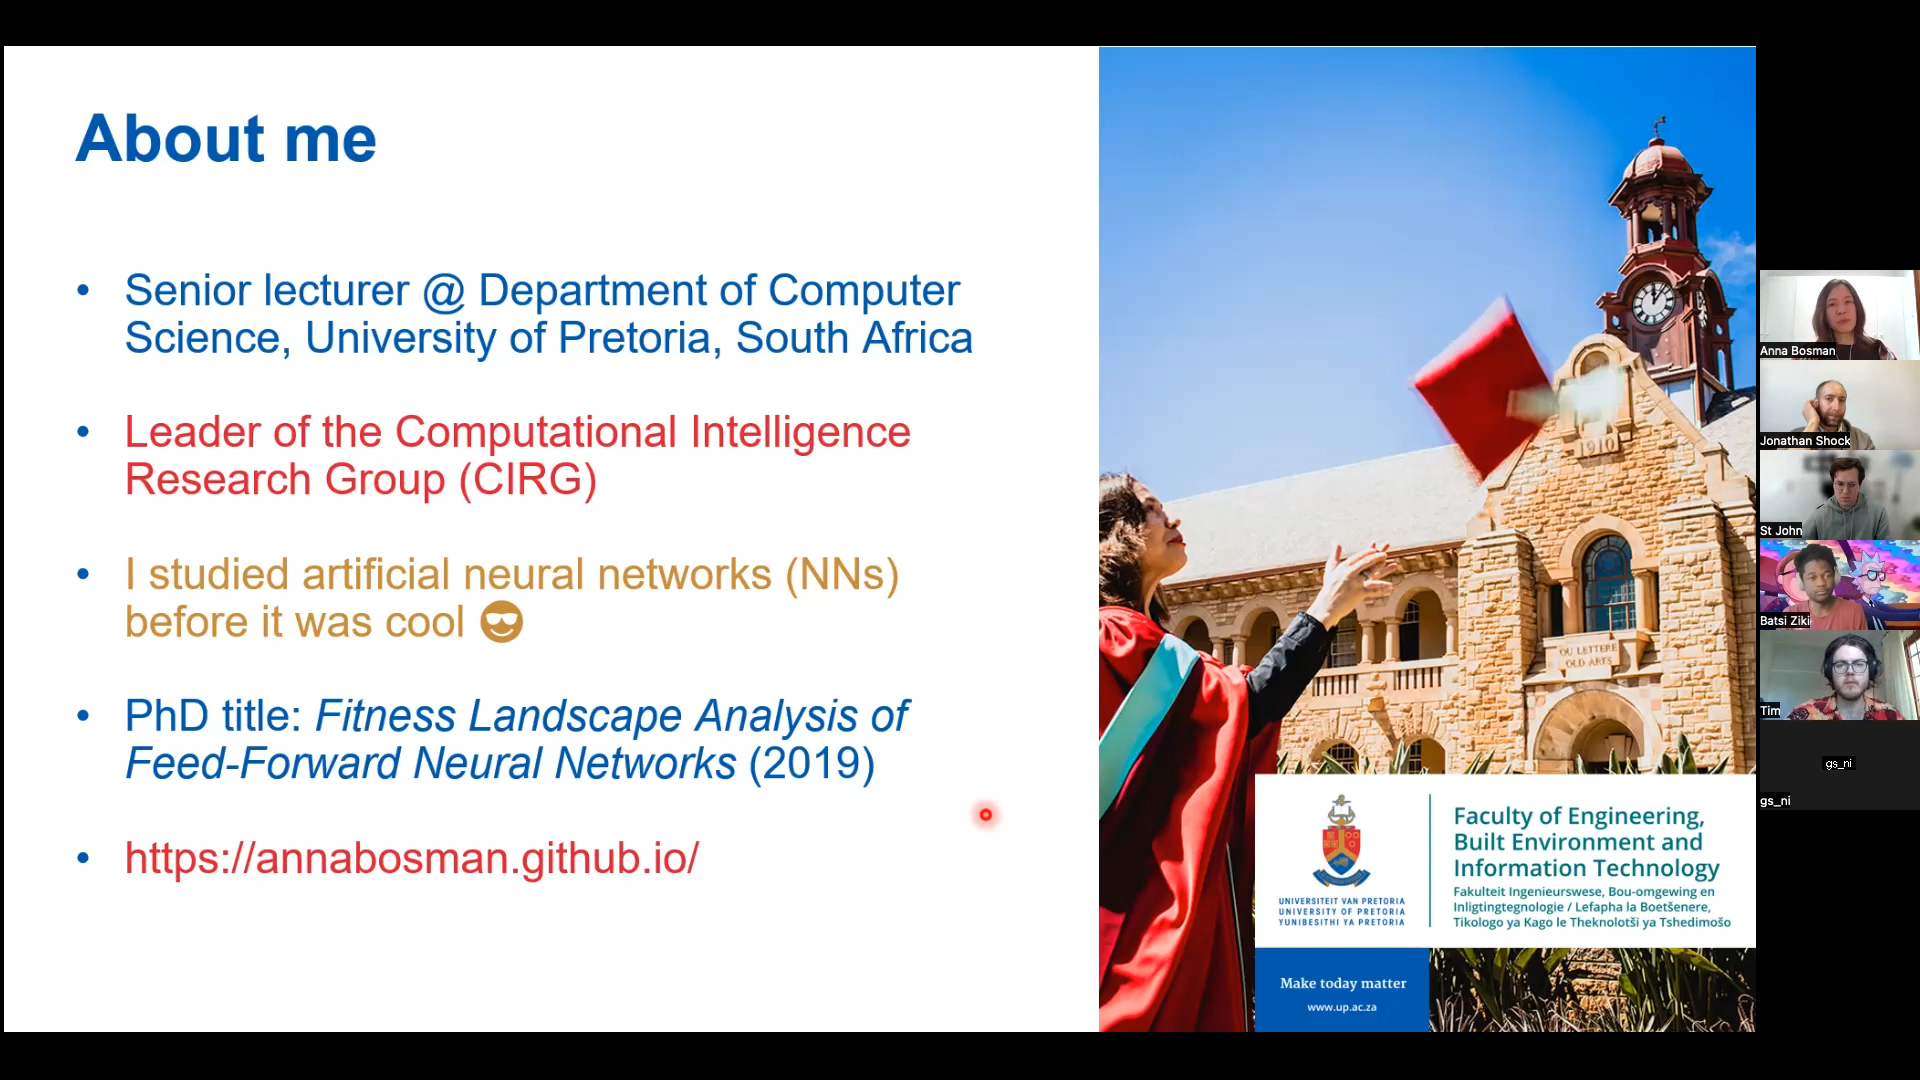 About me
• Senior lecturer @ Department of Computer
Science, University of Pretoria, South Africa
• Leader of the Computational Intelligence
Research Group (CIRG)
• I studied artificial neural networks (NNs)
before it was cool 😎
• PhD title: Fitness Landscape Analysis of
Feed-Forward Neural Networks (2019)
• https://annabosman.github.io/
1910
OU LETTERE
OLD ARTS
UNIVERSITEIT VAN PRETORIA
UNIVERSITY OF PRETORIA
YUNIBESITHI YA PRETORIA
Faculty of Engineering,
Built Environment and
Information Technology
Fakulteit Ingenieurswese, Bou-omgewing en
Inligtingtegnologie / Lefapha la Boetšenere,
Tikologo ya Kago le Theknolotši ya Tshedimošo
Make today matter
www.up.ac.za
Anna Bosman
Jonathan Shock
St John
Batsi Ziki
Tim
gs_ni
gs_ni